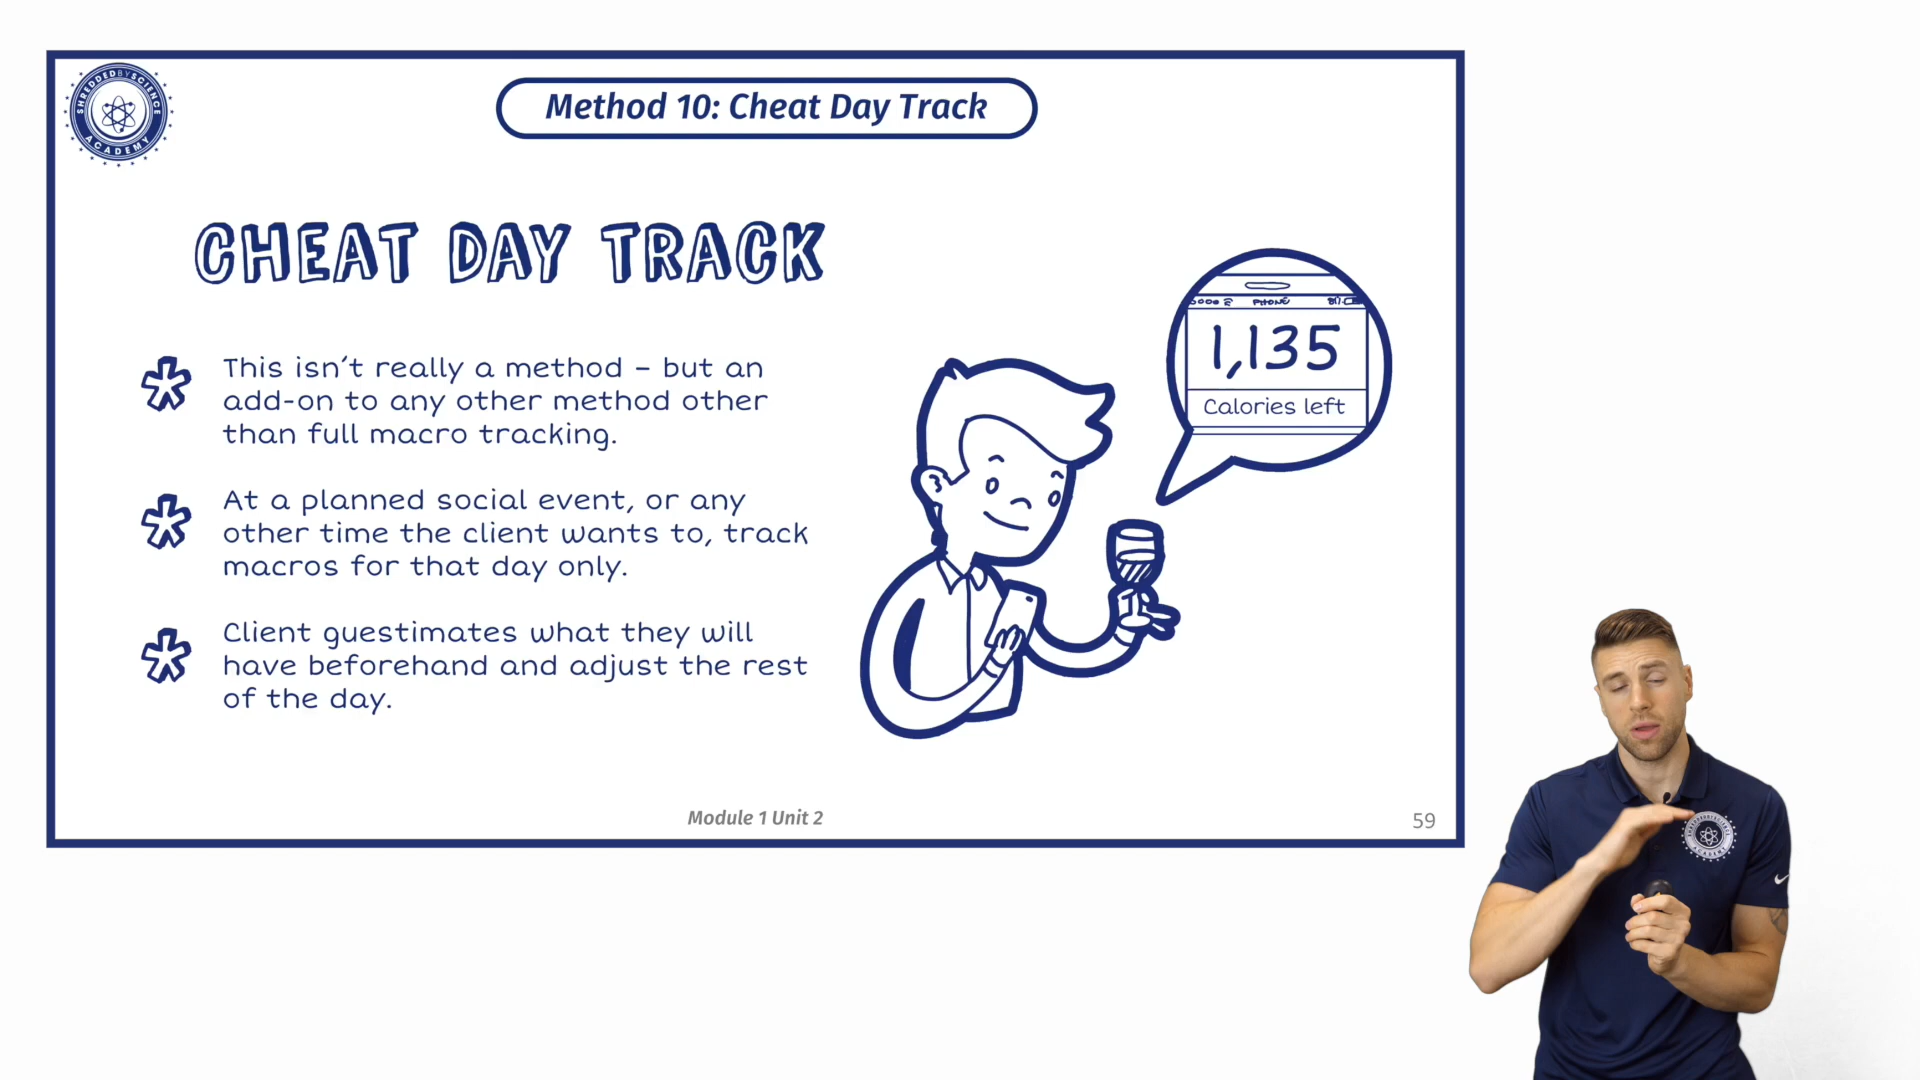 SHREDDEDBYSCIENCE
ACADEMY
Method 10: Cheat Day Track
CHEAT DAY TRACK
This isn't really a method – but an
add-on to any other method other
than full macro tracking.
At a planned social event, or any
other time the client wants to, track
macros for that day only.
Client guestimates what they will
have beforehand and adjust the rest
of the day.
PHONE
1,135
Calories left
Module 1 Unit 2
59